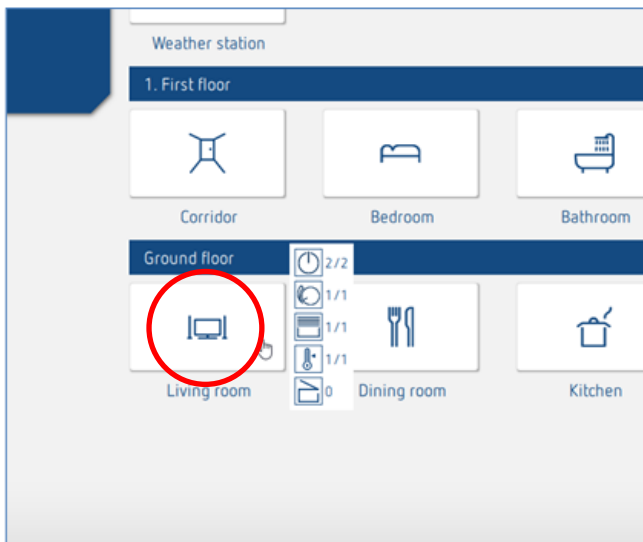 Weather station
1. First floor
Corridor
Bedroom
Bathroom
Ground floor
2/2
1/1
1/1
1/1
0
Living room
Dining room
Kitchen